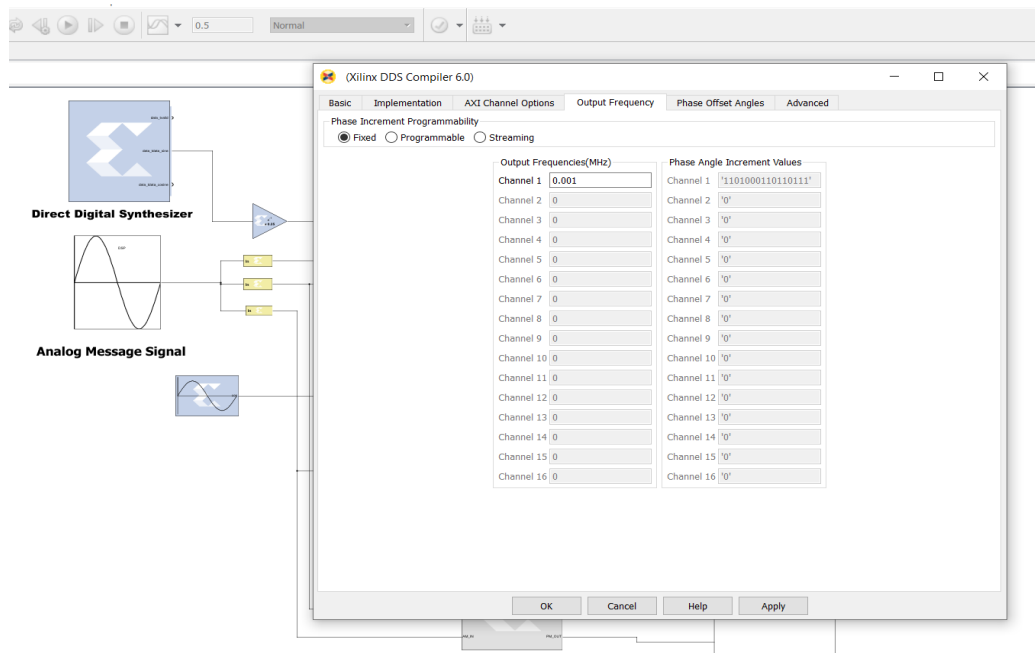 0.5 Normal
(Xilinx DDS Compiler 6.0)
Basic Implementation AXI Channel Options Output Frequency Phase Offset Angles Advanced
Phase Increment Programmability
Fixed Programmable Streaming
Output Frequencies(MHz) Phase Angle Increment Values
Channel 1 0.001 Channel 1 '1101000110110111'
Channel 2 0 Channel 2 '0'
Channel 3 0 Channel 3 '0'
Channel 4 0 Channel 4 '0'
Channel 5 0 Channel 5 '0'
Channel 6 0 Channel 6 '0'
Channel 7 0 Channel 7 '0'
Channel 8 0 Channel 8 '0'
Channel 9 0 Channel 9 '0'
Channel 10 0 Channel 10 '0'
Channel 11 0 Channel 11 '0'
Channel 12 0 Channel 12 '0'
Channel 13 0 Channel 13 '0'
Channel 14 0 Channel 14 '0'
Channel 15 0 Channel 15 '0'
Channel 16 0 Channel 16 '0'
OK Cancel Help Apply
Direct Digital Synthesizer
DSP
In
In
In
Analog Message Signal